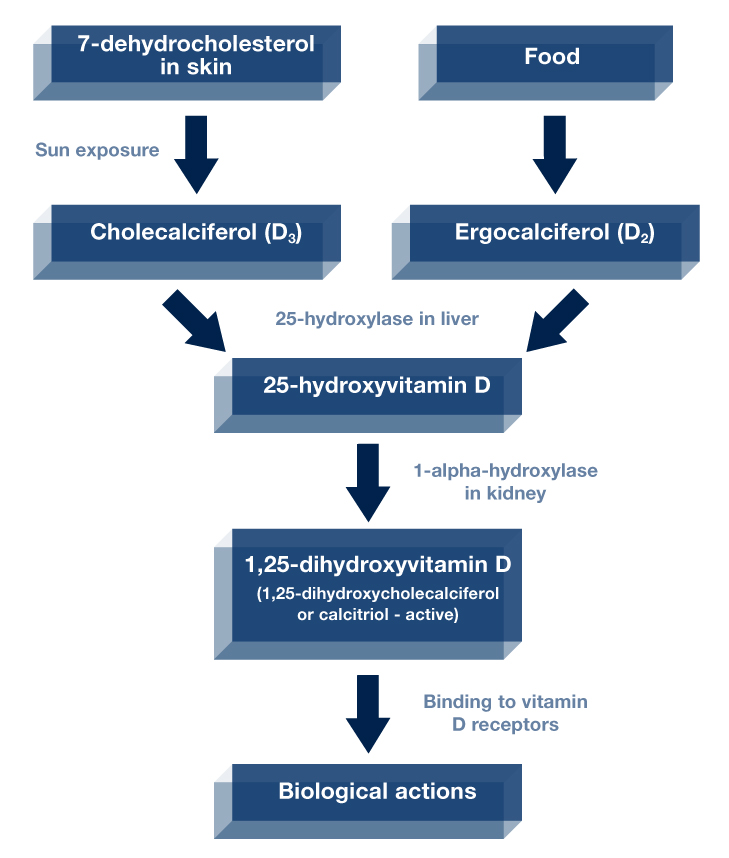 7-dehydrocholesterol
in skin
Food
Sun exposure
Cholecalciferol (D₃)
Ergocalciferol (D₂)
25-hydroxylase in liver
25-hydroxyvitamin D
1-alpha-hydroxylase
in kidney
1,25-dihydroxyvitamin D
(1,25-dihydroxycholecalciferol
or calcitriol - active)
Binding to vitamin
D receptors
Biological actions